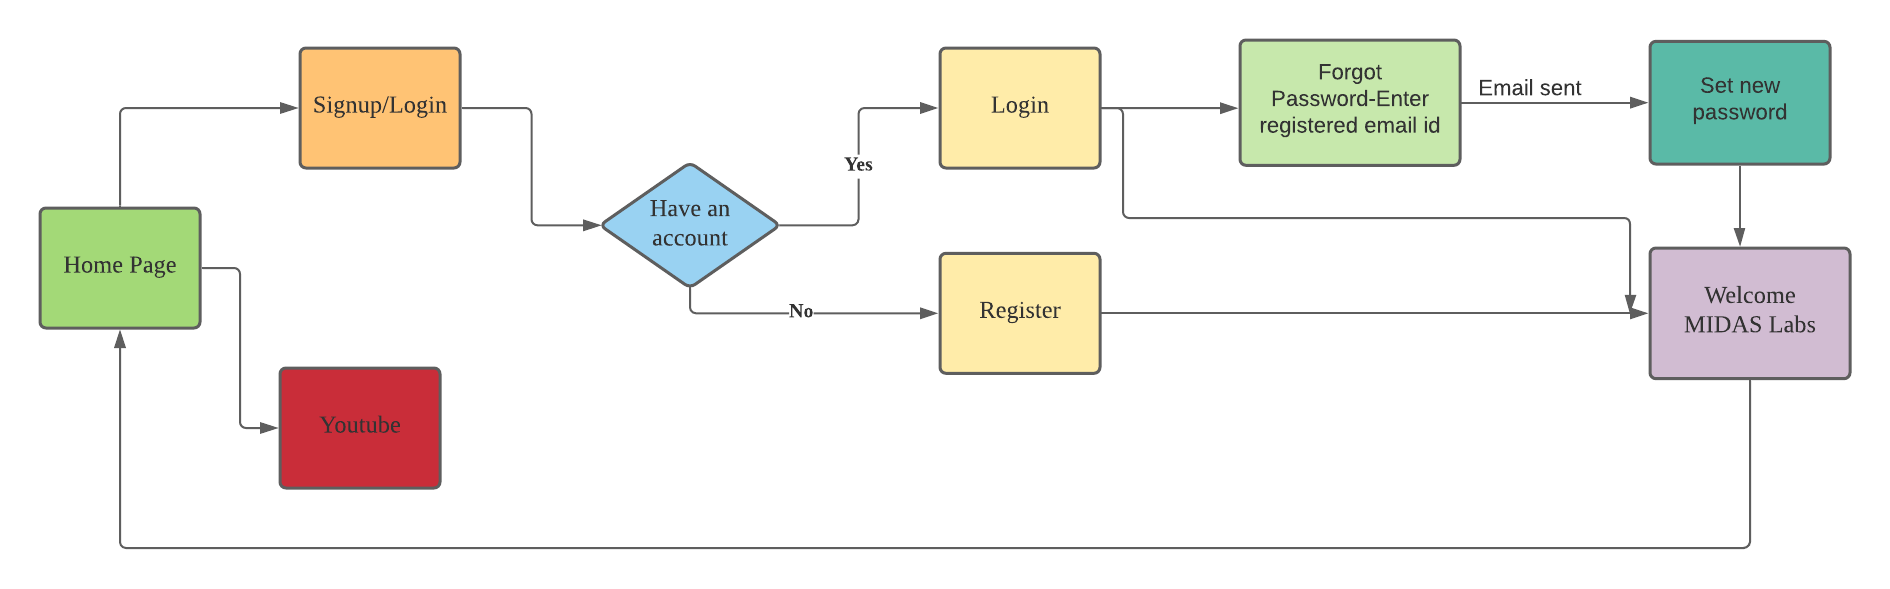 Signup/Login
Login
Forgot
Password-Enter
registered email id
Email sent
Set new
password
Yes
Have an
account
Home Page
No
Register
Welcome
MIDAS Labs
Youtube